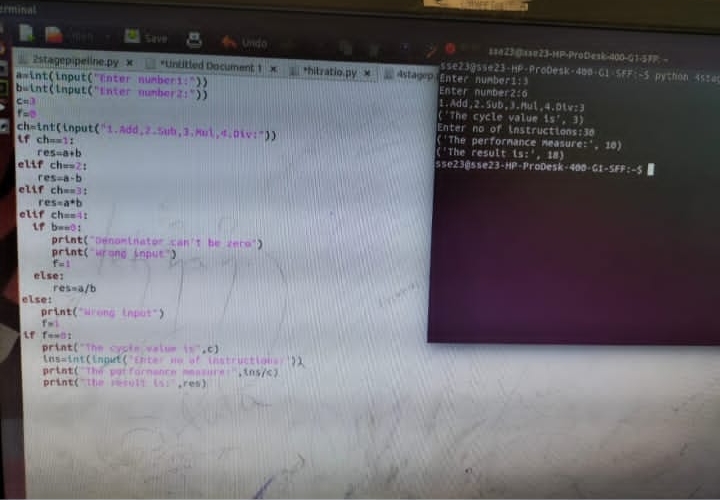 erminal
Save
Undo
2stagepipeline.py ×
*Untitled Document 1 ×
*hitratio.py ×
4stagep
a=int(input("Enter number1:"))
b=int(input("Enter number2:"))
c=3
f=0
ch=int(input("1.Add,2.Sub,3.Mul,4.Div:"))
if ch==1:
res=a+b
elif ch==2:
res=a-b
elif ch==3:
res=a*b
elif ch==4:
if b==0:
print("Denominator can't be zero")
print("wrong input")
f=1
else:
res=a/b
else:
print("Wrong input")
f=1
if f==0:
print("The cycle value is",c)
ins=int(input("Enter no of instructions:"))
print("The performance measure:",ins/c)
print("The result is:",res)
sse23@sse23-HP-ProDesk-400-G1-SFF: ~
sse23@sse23-HP-ProDesk-400-G1-SFF:~$ python 4stag
Enter number1:3
Enter number2:6
1.Add,2.Sub,3.Mul,4.Div:3
('The cycle value is', 3)
Enter no of instructions:30
('The performance measure:', 10)
('The result is:', 18)
sse23@sse23-HP-ProDesk-400-G1-SFF:~$